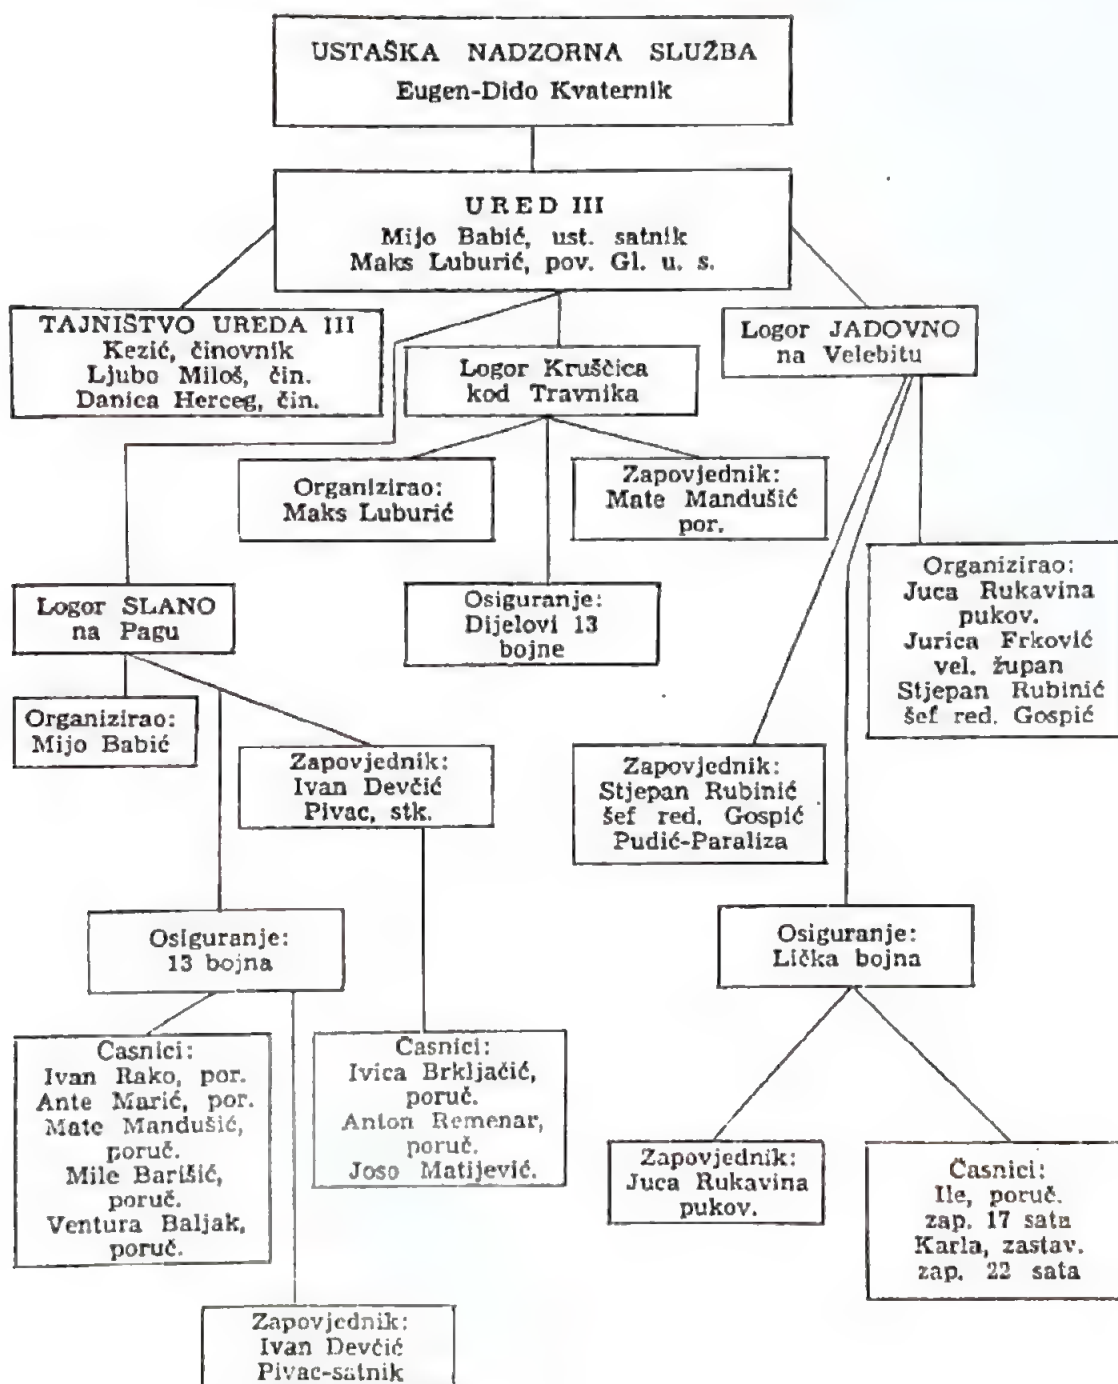 USTAŠKA NADZORNA SLUŽBA
Eugen-Dido Kvaternik
URED III
Mijo Babić, ust. satnik
Maks Luburić, pov. Gl. u. s.
TAJNIŠTVO UREDA III
Kezić, činovnik
Ljubo Miloš, čin.
Danica Herceg, čin.
Logor Kruščica
kod Travnika
Logor JADOVNO
na Velebitu
Organizirao:
Maks Luburić
Zapovjednik:
Mate Mandušić
por.
Osiguranje:
Dijelovi 13
bojne
Organizirao:
Juca Rukavina
pukov.
Jurica Frković
vel. župan
Stjepan Rubinić
šef red. Gospić
Logor SLANO
na Pagu
Organizirao:
Mijo Babić
Zapovjednik:
Ivan Devčić
Pivac, stk.
Zapovjednik:
Stjepan Rubinić
šef red. Gospić
Pudić-Paraliza
Osiguranje:
13 bojna
Osiguranje:
Lička bojna
Časnici:
Ivan Rako, por.
Ante Marić, por.
Mate Mandušić,
poruč.
Mile Barišić,
poruč.
Ventura Baljak,
poruč.
Časnici:
Ivica Brkljačić,
poruč.
Anton Remenar,
poruč.
Joso Matijević.
Zapovjednik:
Juca Rukavina
pukov.
Časnici:
Ile, poruč.
zap. 17 sata
Karla, zastav.
zap. 22 sata
Zapovjednik:
Ivan Devčić
Pivac-satnik